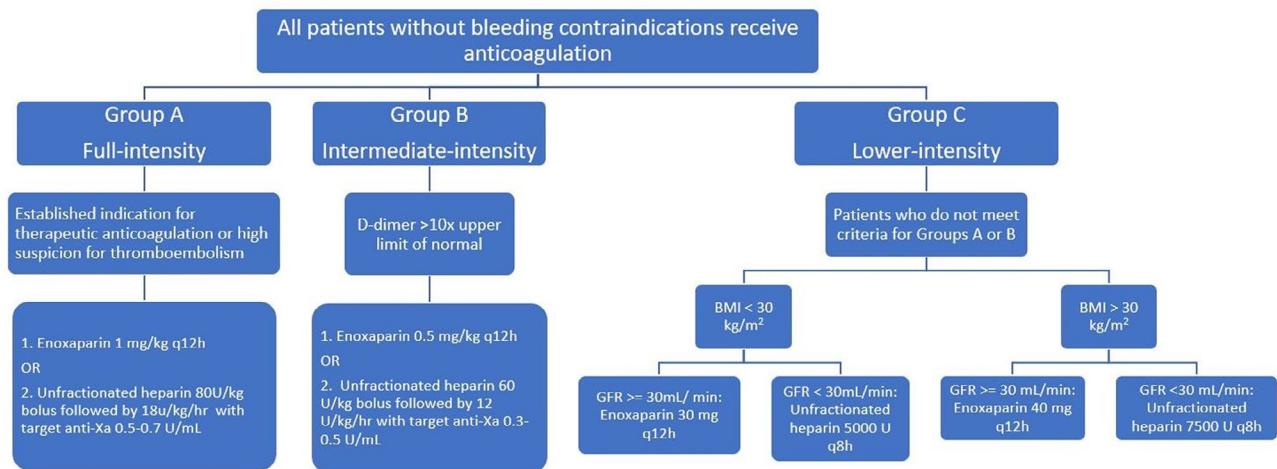 All patients without bleeding contraindications receive
anticoagulation
Group A
Full-intensity
Established indication for
therapeutic anticoagulation or high
suspicion for thromboembolism
1. Enoxaparin 1 mg/kg q12h
OR
2. Unfractionated heparin 80U/kg
bolus followed by 18u/kg/hr with
target anti-Xa 0.5-0.7 U/mL
Group B
Intermediate-intensity
D-dimer >10x upper
limit of normal
1. Enoxaparin 0.5 mg/kg q12h
OR
2. Unfractionated heparin 60
U/kg bolus followed by 12
U/kg/hr with target anti-Xa 0.3-
0.5 U/mL
Group C
Lower-intensity
Patients who do not meet
criteria for Groups A or B
BMI < 30
kg/m²
GFR >= 30mL/ min:
Enoxaparin 30 mg
q12h
GFR < 30mL/min:
Unfractionated
heparin 5000 U
q8h
BMI > 30
kg/m²
GFR >= 30 mL/min:
Enoxaparin 40 mg
q12h
GFR <30 mL/min:
Unfractionated
heparin 7500 U
q8h